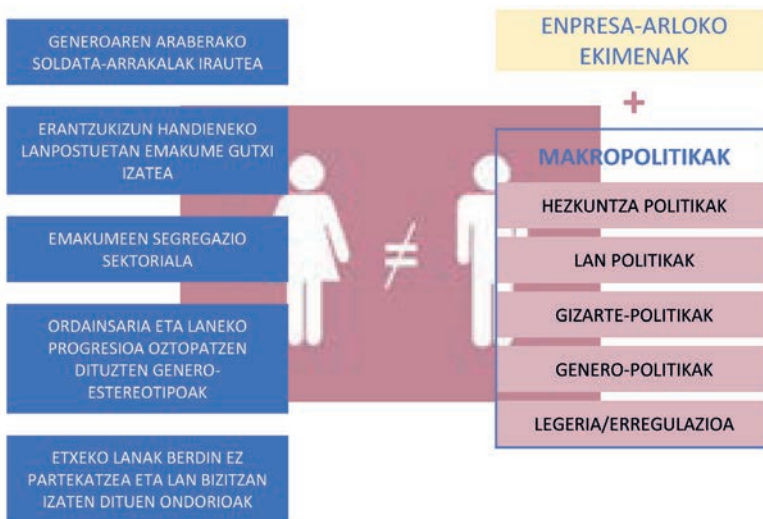 GENEROAREN ARABERAKO
SOLDATA-ARRAKALAK IRAUTEA
ERANTZUKIZUN HANDIENEKO
LANPOSTUETAN EMAKUME GUTXI
IZATEA
EMAKUMEEN SEGREGAZIO
SEKTORIALA
ORDAINSARIA ETA LANEKO
PROGRESIOA OZTOPATZEN
DITUZTEN GENERO-
ESTEREOTIPOAK
ETXEKO LANAK BERDIN EZ
PARTEKATZEA ETA LAN BIZITZAN
IZATEN DITUEN ONDORIOAK
≠
ENPRESA-ARLOKO
EKIMENAK
+
MAKROPOLITIKAK
HEZKUNTZA POLITIKAK
LAN POLITIKAK
GIZARTE-POLITIKAK
GENERO-POLITIKAK
LEGERIA/ERREGULAZIOA